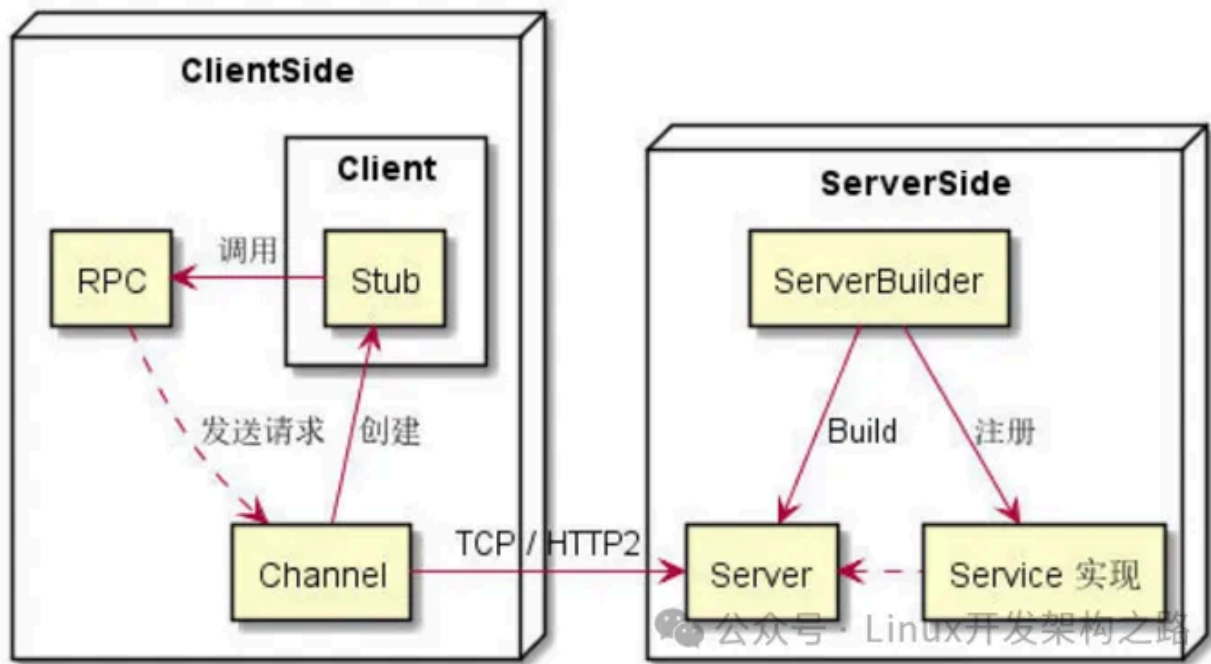 ClientSide
Client
RPC
调用
Stub
发送请求
创建
Channel
TCP / HTTP2
ServerSide
ServerBuilder
Build
注册
Server
Service 实现
公众号 · Linux开发架构之路